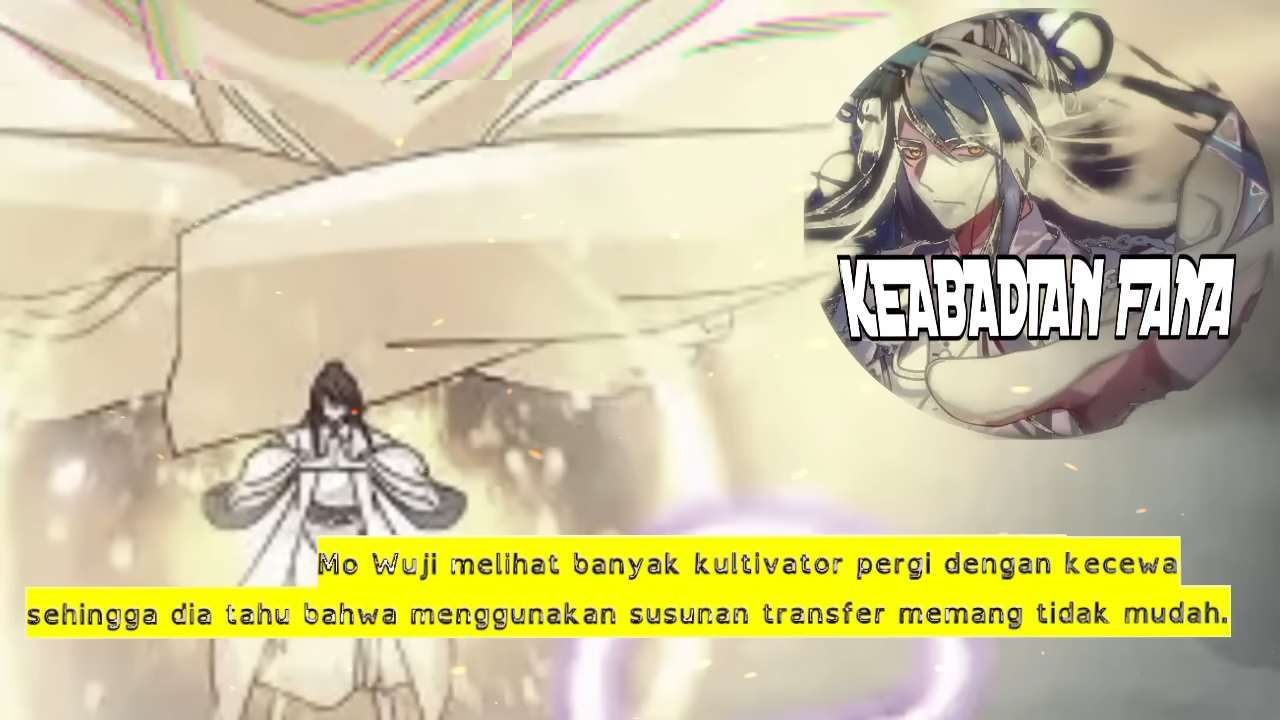 KEABADIAN FANA
Mo Wuji melihat banyak kultivator pergi dengan kecewa
sehingga dia tahu bahwa menggunakan susunan transfer memang tidak mudah.